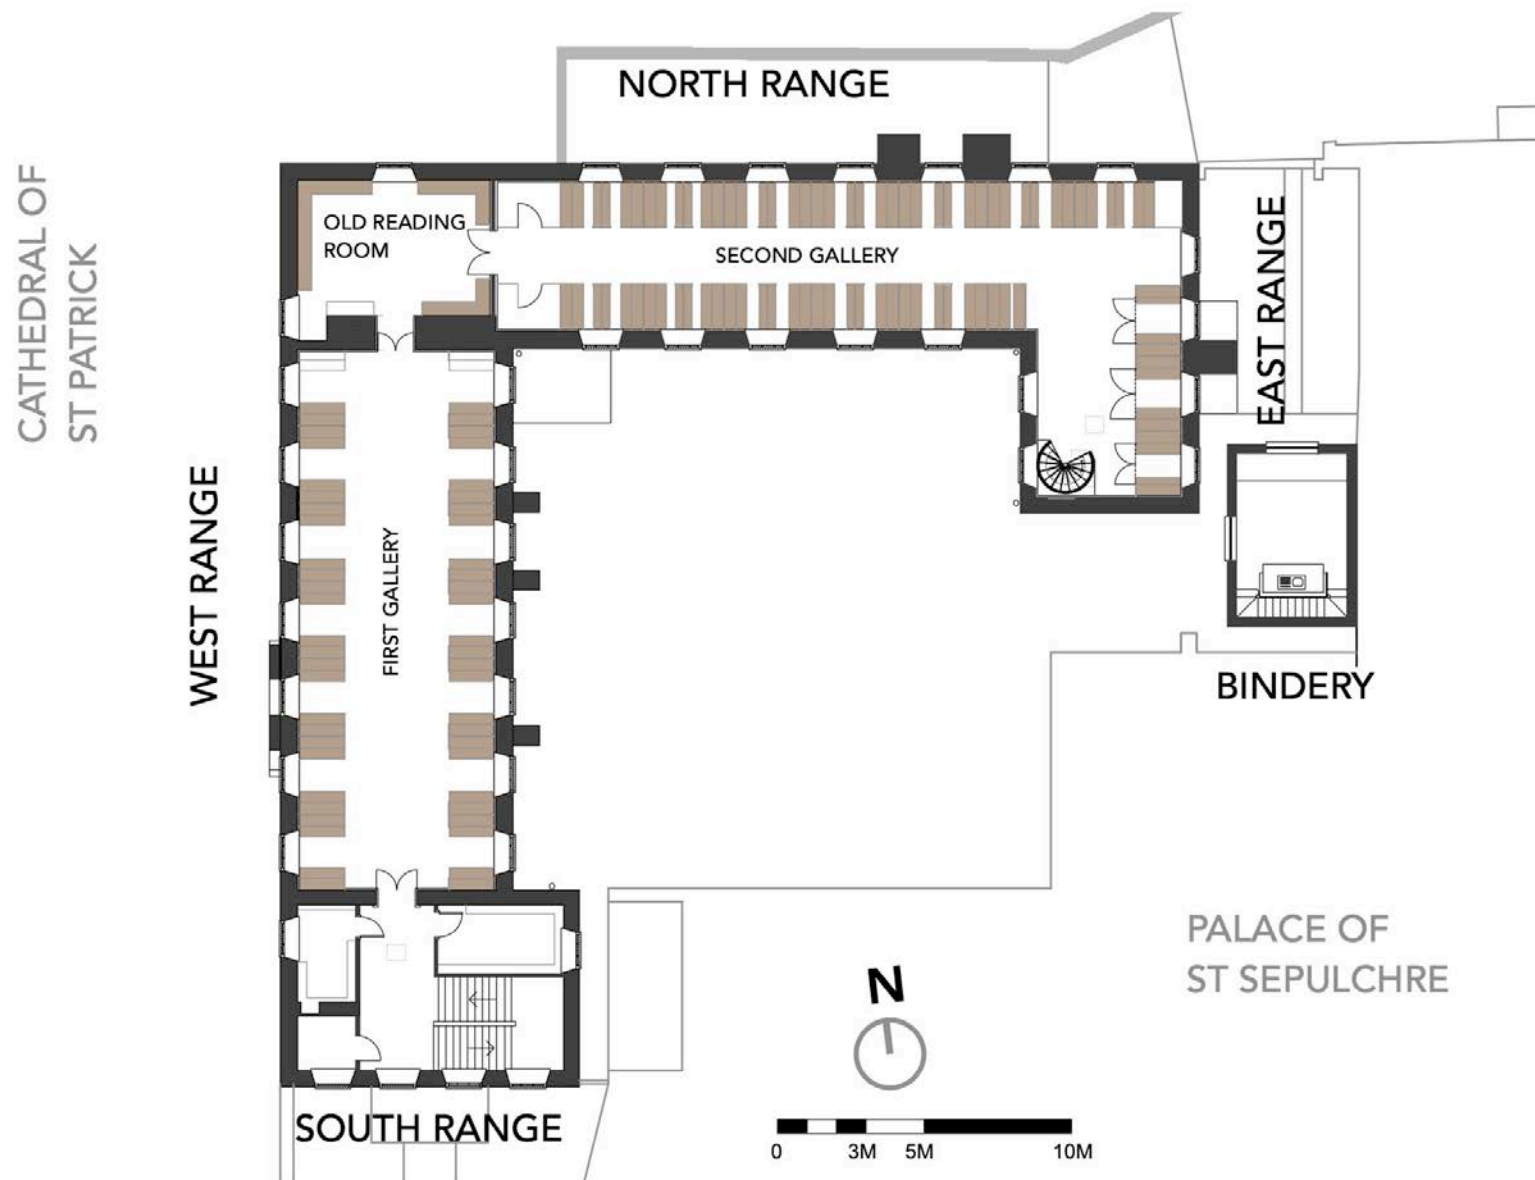 NORTH RANGE
CATHEDRAL OF
ST PATRICK
OLD READING
ROOM
SECOND GALLERY
EAST RANGE
WEST RANGE
FIRST GALLERY
BINDERY
PALACE OF
ST SEPULCHRE
N
SOUTH RANGE
0 3M 5M 10M